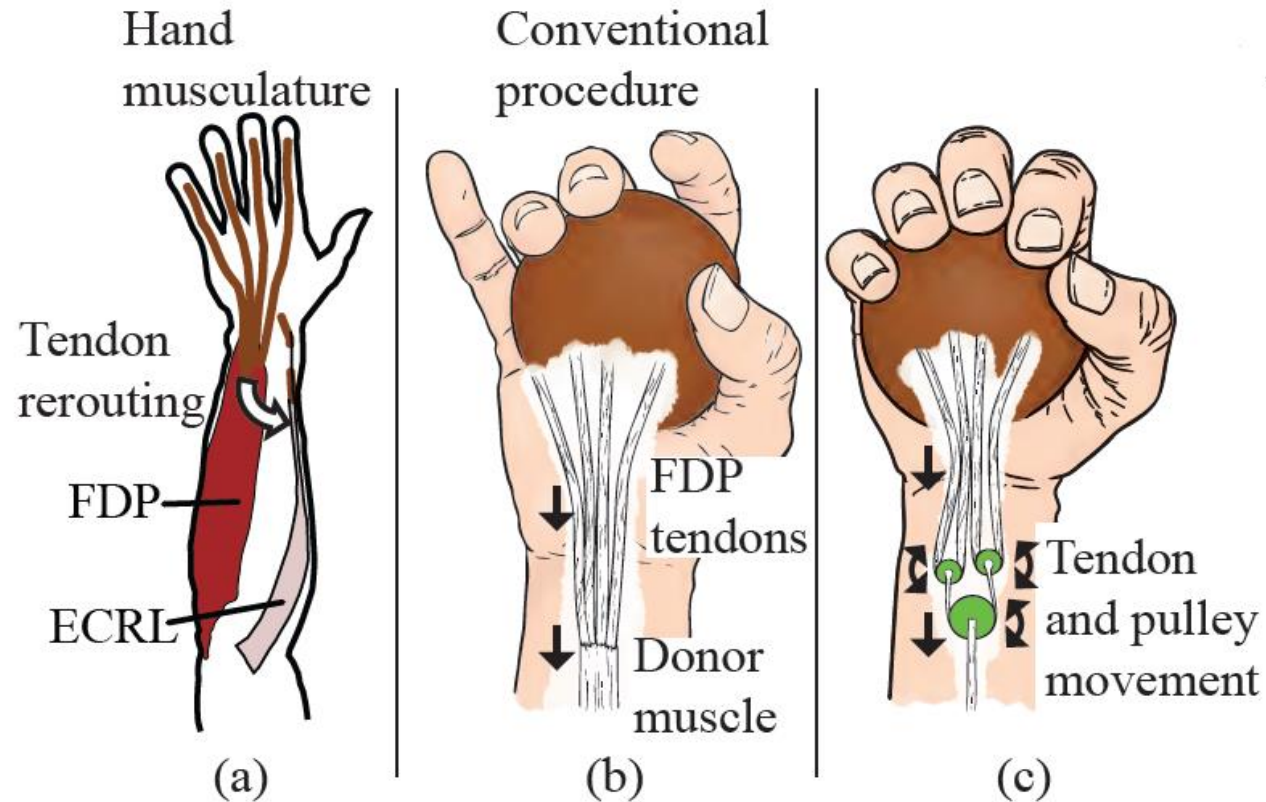 Hand
musculature
Tendon
rerouting
FDP
ECRL
(a)
Conventional
procedure
FDP
tendons
Donor
muscle
(b)
Tendon
and pulley
movement
(c)